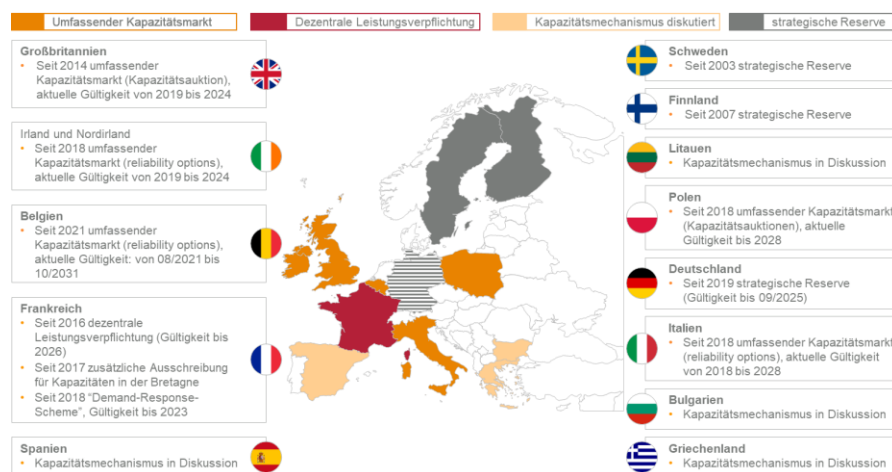 Umfassender Kapazitätsmarkt
Dezentrale Leistungsverpflichtung
Kapazitätsmechanismus diskutiert
strategische Reserve
Großbritannien
• Seit 2014 umfassender
Kapazitätsmarkt (Kapazitätsauktion),
aktuelle Gültigkeit von 2019 bis 2024
Irland und Nordirland
• Seit 2018 umfassender
Kapazitätsmarkt (reliability options),
aktuelle Gültigkeit von 2019 bis 2024
Belgien
• Seit 2021 umfassender
Kapazitätsmarkt (reliability options),
aktuelle Gültigkeit: von 08/2021 bis
10/2031
Frankreich
• Seit 2016 dezentrale
Leistungsverpflichtung (Gültigkeit bis
2026)
• Seit 2017 zusätzliche Ausschreibung
für Kapazitäten in der Bretagne
• Seit 2018 “Demand-Response-
Scheme”, Gültigkeit bis 2023
Spanien
• Kapazitätsmechanismus in Diskussion
Schweden
• Seit 2003 strategische Reserve
Finnland
• Seit 2007 strategische Reserve
Litauen
• Kapazitätsmechanismus in Diskussion
Polen
• Seit 2018 umfassender Kapazitätsmarkt
(Kapazitätsauktionen), aktuelle
Gültigkeit bis 2028
Deutschland
• Seit 2019 strategische Reserve
(Gültigkeit bis 09/2025)
Italien
• Seit 2018 umfassender Kapazitätsmarkt
(reliability options), aktuelle Gültigkeit
von 2018 bis 2028
Bulgarien
• Kapazitätsmechanismus in Diskussion
Griechenland
• Kapazitätsmechanismus in Diskussion